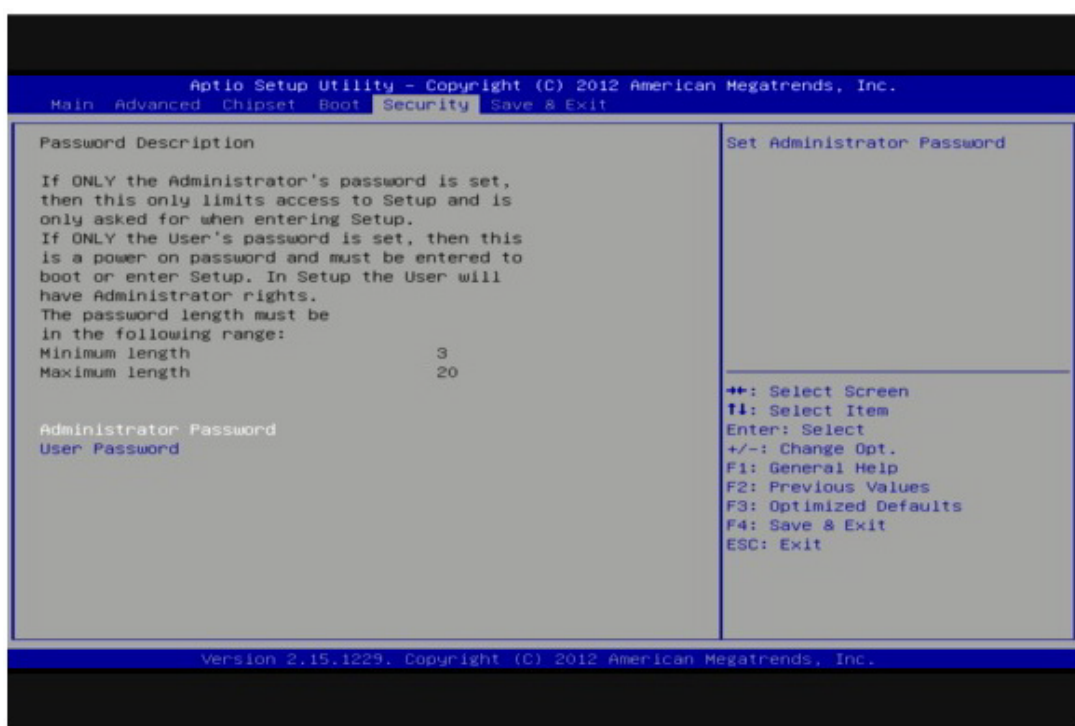 Aptio Setup Utility - Copyright (C) 2012 American Megatrends, Inc.
Main Advanced Chipset Boot Security Save & Exit
Password Description
If ONLY the Administrator's password is set,
then this only limits access to Setup and is
only asked for when entering Setup.
If ONLY the User's password is set, then this
is a power on password and must be entered to
boot or enter Setup. In Setup the User will
have Administrator rights.
The password length must be
in the following range:
Minimum length 3
Maximum length 20
Administrator Password
User Password
Set Administrator Password
→←: Select Screen
↑↓: Select Item
Enter: Select
+/-: Change Opt.
F1: General Help
F2: Previous Values
F3: Optimized Defaults
F4: Save & Exit
ESC: Exit
Version 2.15.1229. Copyright (C) 2012 American Megatrends, Inc.